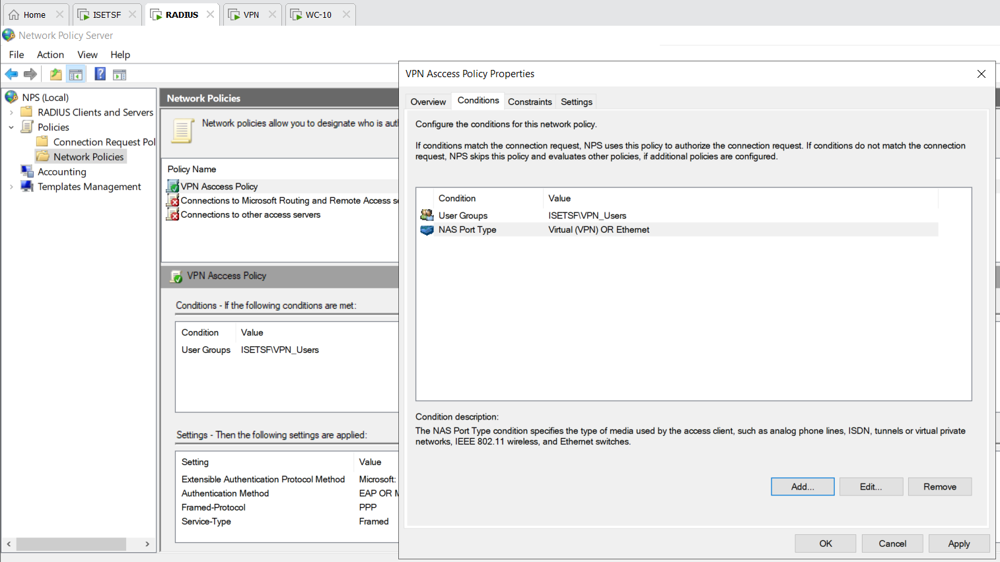 Home ISETSF RADIUS VPN WC-10
Network Policy Server
File Action View Help
NPS (Local)
RADIUS Clients and Servers
Policies
Connection Request Pol
Network Policies
Accounting
Templates Management
Network Policies
Network policies allow you to designate who is aut
Policy Name
VPN Asccess Policy
Connections to Microsoft Routing and Remote Access se
Connections to other access servers
VPN Asccess Policy
Conditions - If the following conditions are met:
Condition Value
User Groups ISETSF\VPN_Users
Settings - Then the following settings are applied:
Setting Value
Extensible Authentication Protocol Method Microsoft:
Authentication Method EAP OR M
Framed-Protocol PPP
Service-Type Framed
VPN Asccess Policy Properties
Overview Conditions Constraints Settings
Configure the conditions for this network policy.
If conditions match the connection request, NPS uses this policy to authorize the connection request. If conditions do not match the connection
request, NPS skips this policy and evaluates other policies, if additional policies are configured.
Condition Value
User Groups ISETSF\VPN_Users
NAS Port Type Virtual (VPN) OR Ethernet
Condition description:
The NAS Port Type condition specifies the type of media used by the access client, such as analog phone lines, ISDN, tunnels or virtual private
networks, IEEE 802.11 wireless, and Ethernet switches.
Add... Edit... Remove
OK Cancel Apply